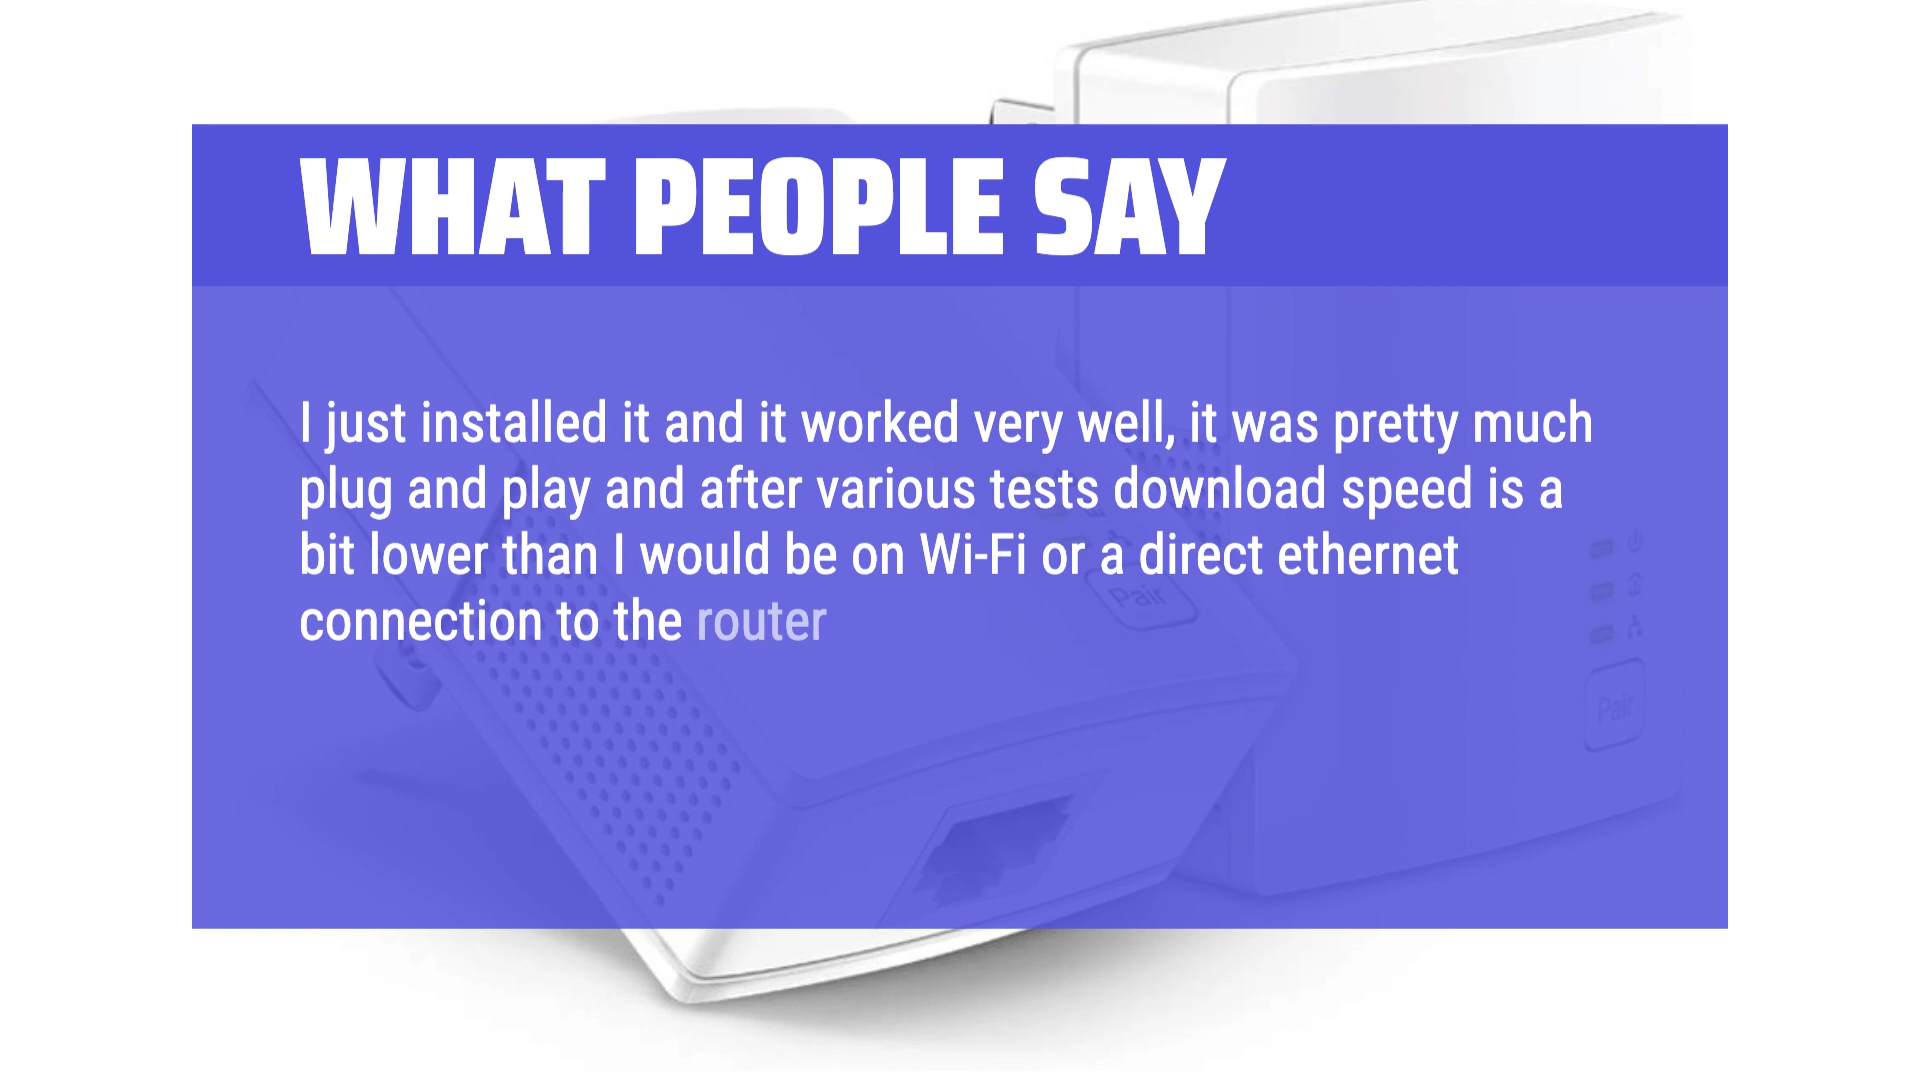 WHAT PEOPLE SAY
I just installed it and it worked very well, it was pretty much
plug and play and after various tests download speed is a
bit lower than I would be on Wi-Fi or a direct ethernet
connection to the router
Pair
Pair